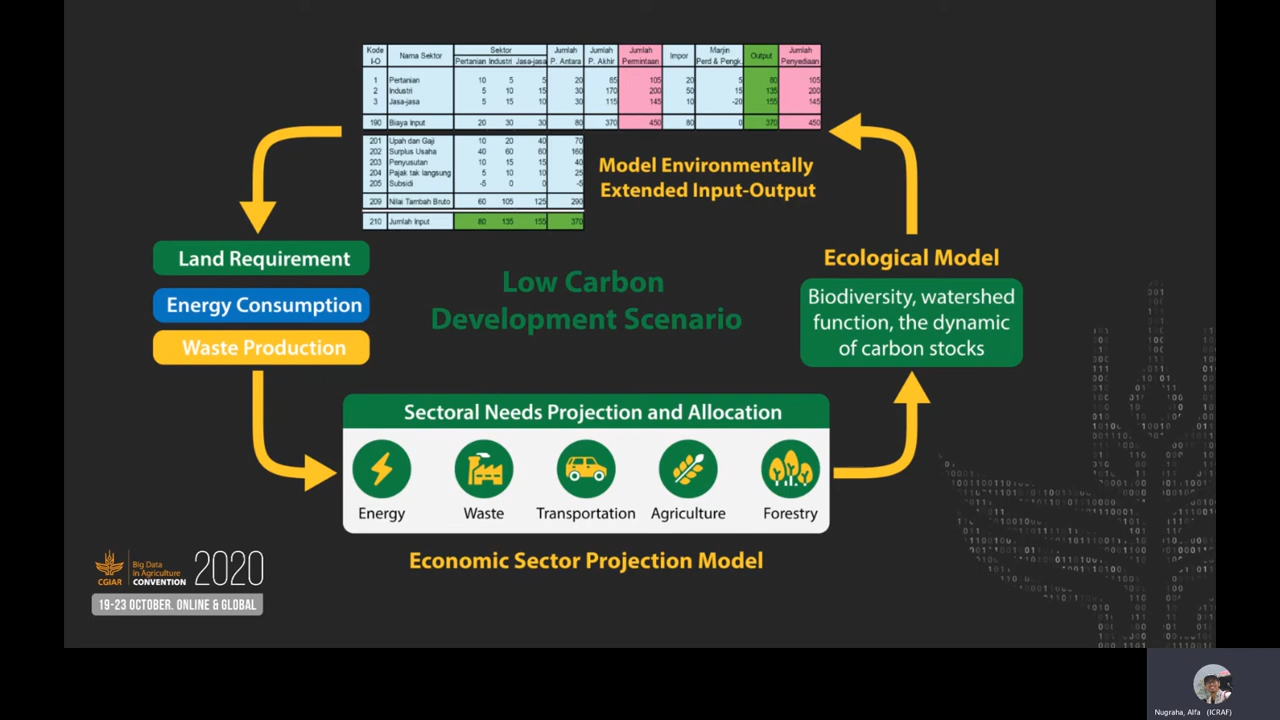 Kode Nama Sektor Sektor Jumlah Jumlah Jumlah Impor Marjin Output Jumlah
I-O Pertanian Industri Jasa-jasa P. Antara P. Akhir Permintaan Perd & Pengk. Penyediaan
1 Pertanian 10 5 5 20 85 105 20 5 80 105
2 Industri 5 10 15 30 170 200 50 15 135 200
3 Jasa-jasa 5 15 10 30 115 145 10 -20 155 145
190 Biaya Input 20 30 30 80 370 450 80 0 370 450
201 Upah dan Gaji 10 20 40 70
202 Surplus Usaha 40 60 60 160
203 Penyusutan 10 15 15 40
204 Pajak tak langsung 5 10 10 25
205 Subsidi -5 0 0 -5
209 Nilai Tambah Bruto 60 105 125 290
210 Jumlah Input 80 135 155 370
Model Environmentally
Extended Input-Output
Land Requirement
Energy Consumption
Waste Production
Low Carbon
Development Scenario
Ecological Model
Biodiversity, watershed
function, the dynamic
of carbon stocks
Sectoral Needs Projection and Allocation
Energy Waste Transportation Agriculture Forestry
Economic Sector Projection Model
CGIAR
Big Data
in Agriculture
CONVENTION
2020
19-23 OCTOBER. ONLINE & GLOBAL
Nugraha, Alfa (ICRAF)